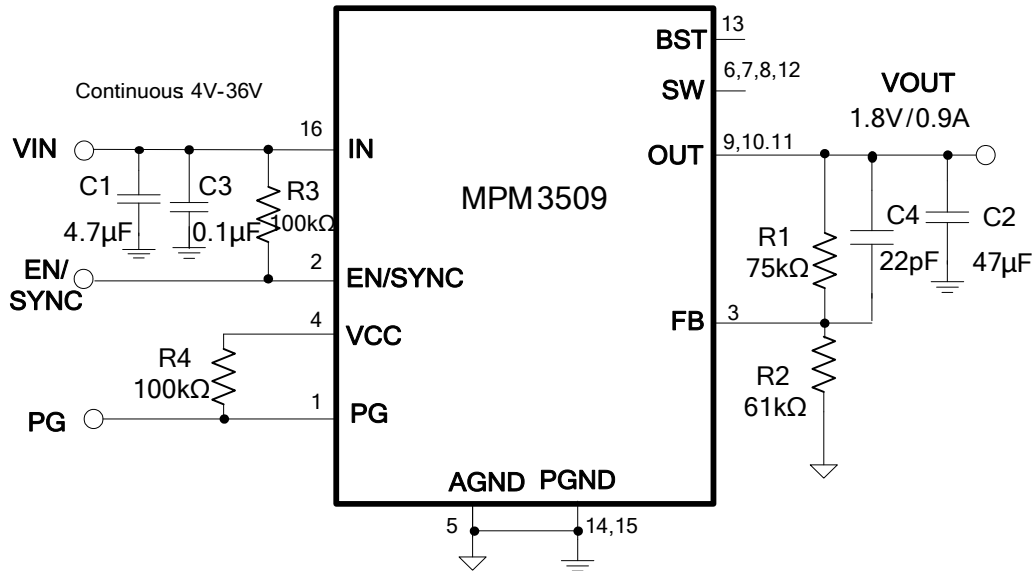 13
BST
6,7,8,12
SW
VOUT
1.8V/0.9A
Continuous: 4V-36V
16
VIN
IN
OUT
9,10.11
MPM3509
C1
C3
R3
4.7µF
0.1µF
100kΩ
R1
75kΩ
C4
22pF
C2
47µF
EN/
SYNC
2
EN/SYNC
FB
3
4
VCC
R4
100kΩ
R2
61kΩ
PG
1
PG
AGND
PGND
5
14,15